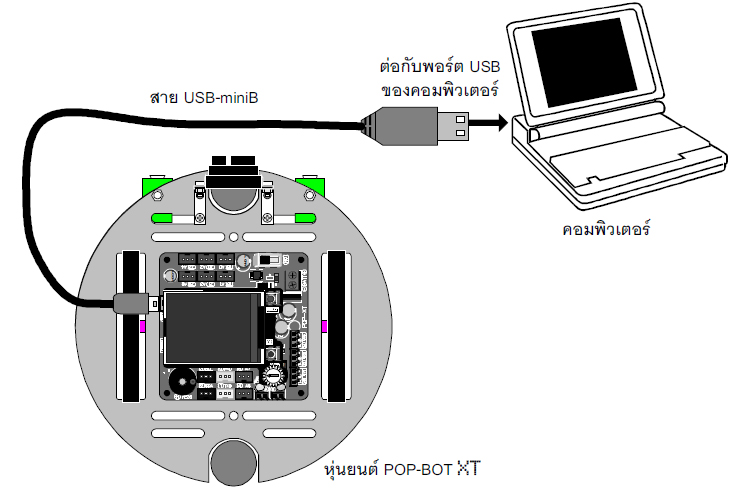 ต่อกับพอร์ต USB
ของคอมพิวเตอร์
สาย USB-miniB
คอมพิวเตอร์
POP-XT
หุ่นยนต์ POP-BOT XT